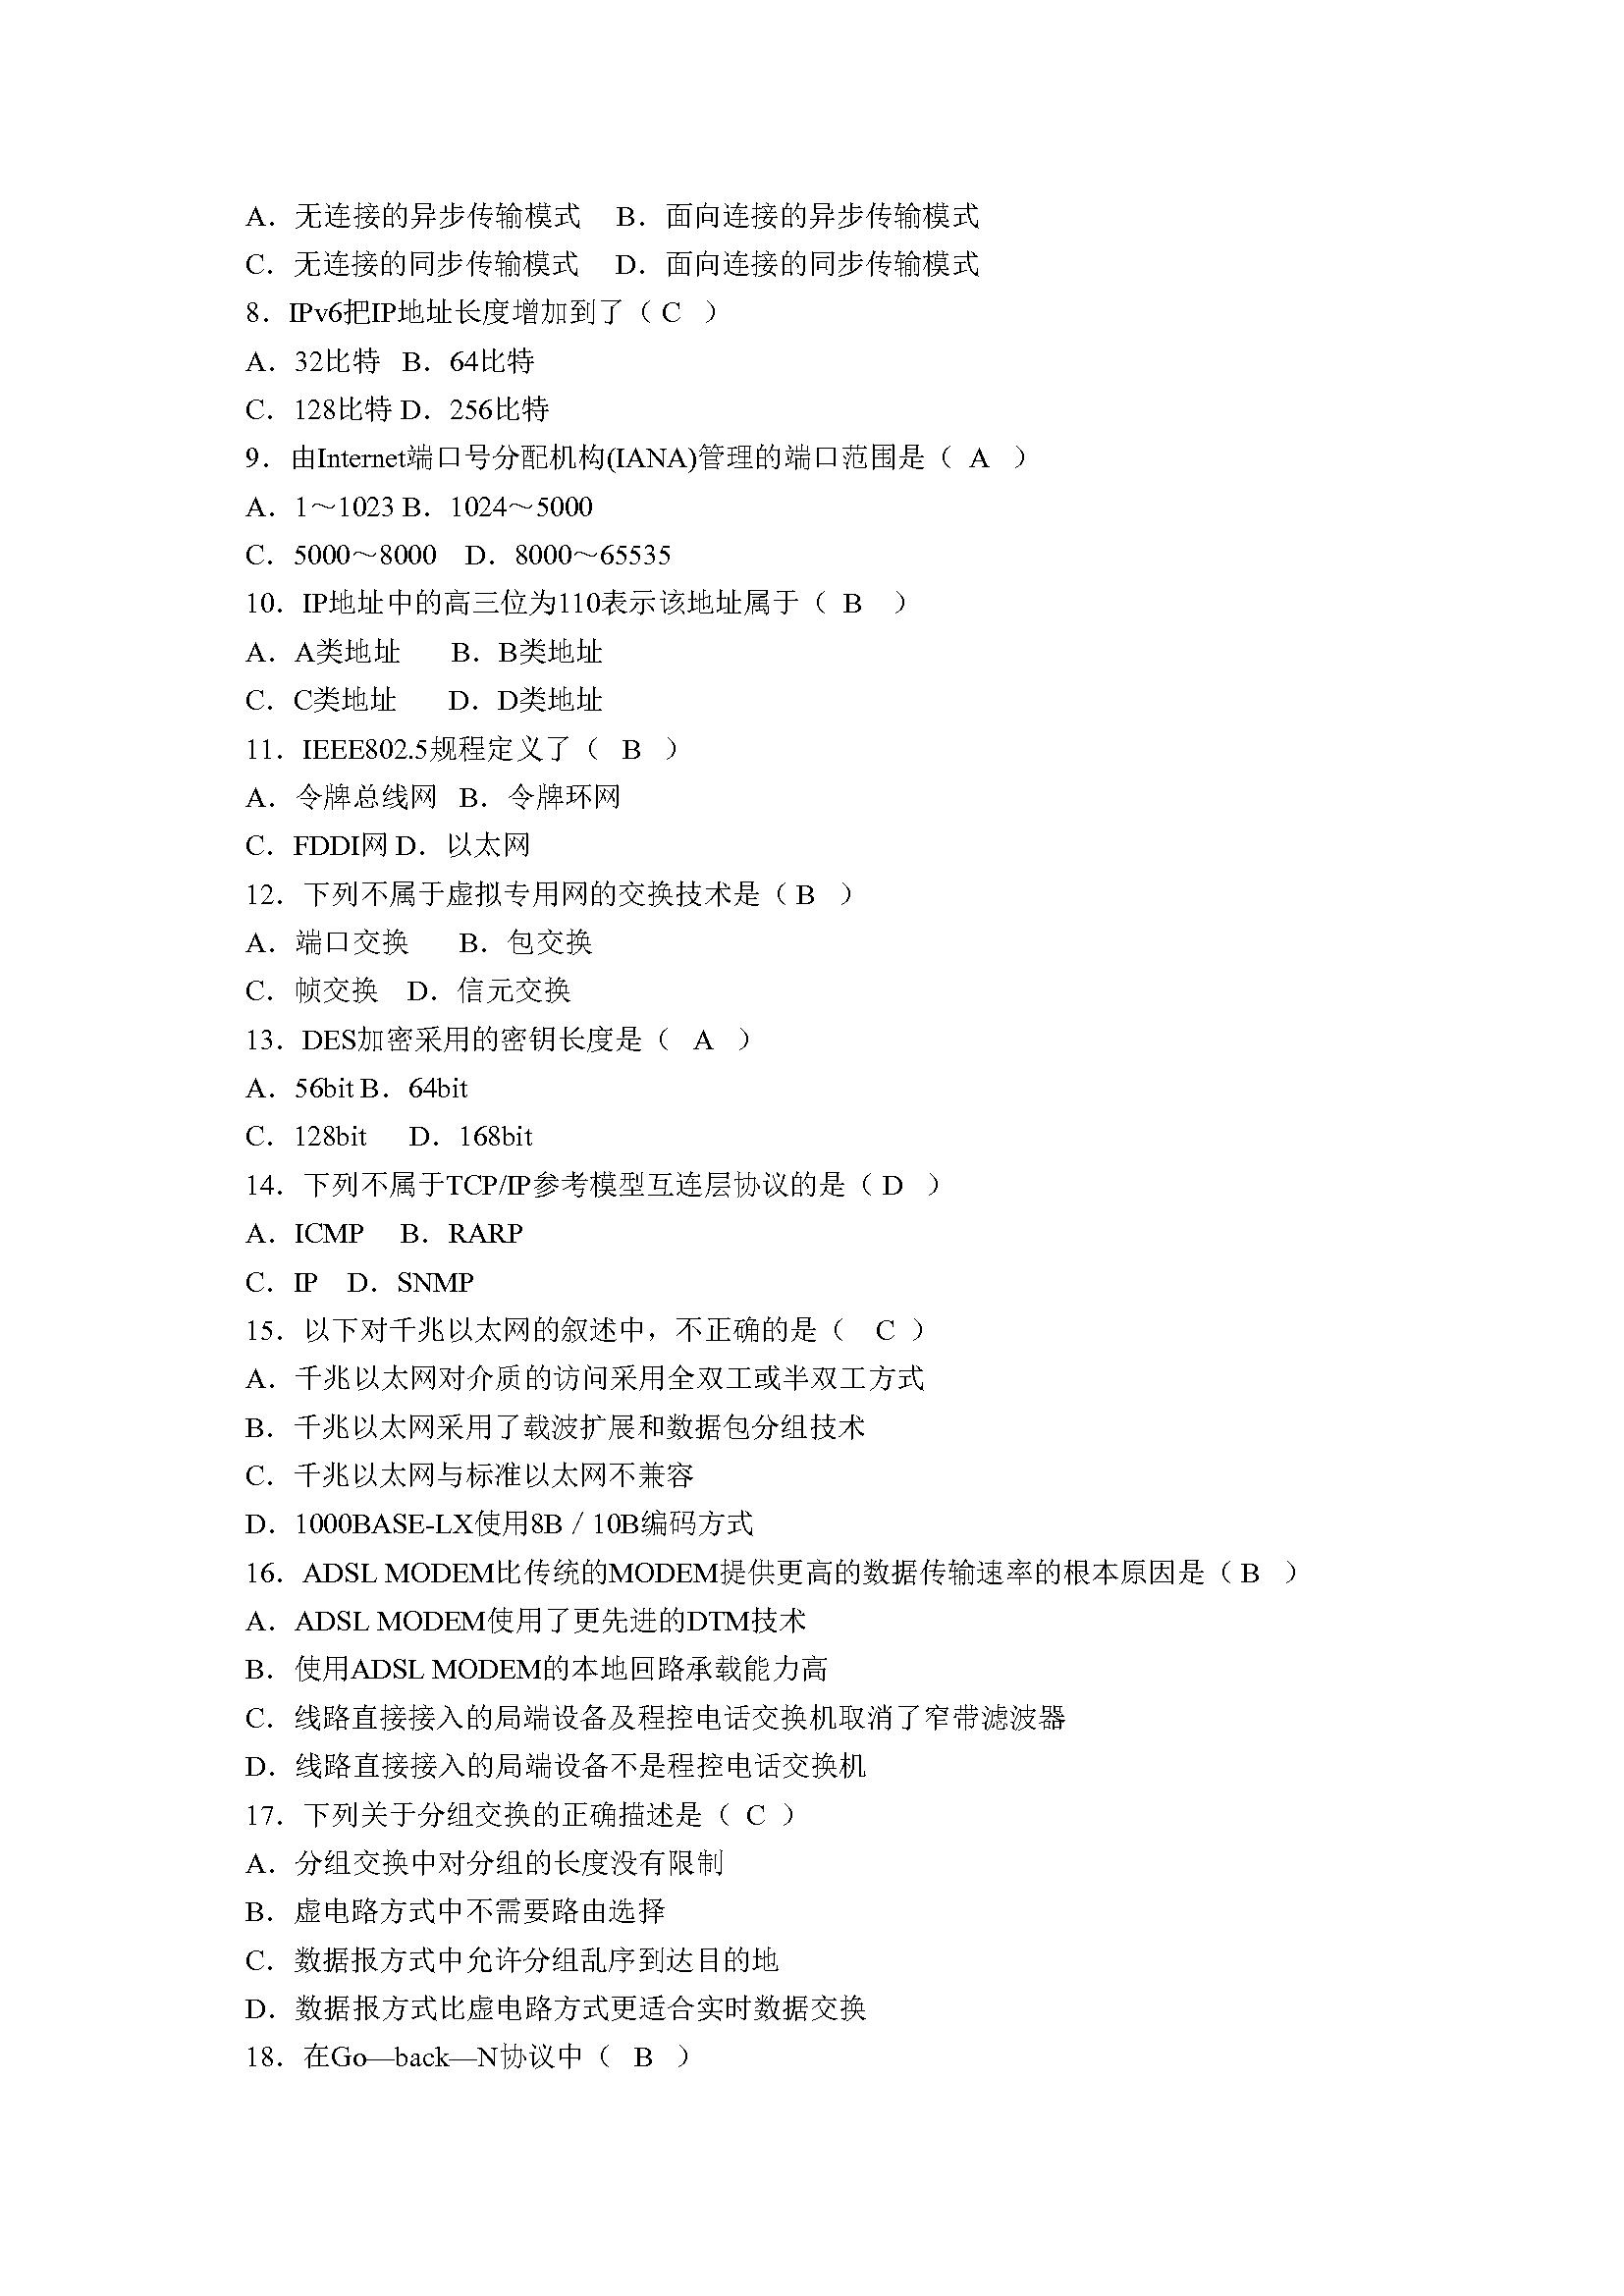 A．无连接的异步传输模式 B．面向连接的异步传输模式
C．无连接的同步传输模式 D．面向连接的同步传输模式
8．IPv6把IP地址长度增加到了（ C ）
A．32比特 B．64比特
C．128比特 D．256比特
9．由Internet端口号分配机构(IANA)管理的端口范围是（ A ）
A．1～1023 B．1024～5000
C．5000～8000 D．8000～65535
10．IP地址中的高三位为110表示该地址属于（ B ）
A．A类地址 B．B类地址
C．C类地址 D．D类地址
11．IEEE802.5规程定义了（ B ）
A．令牌总线网 B．令牌环网
C．FDDI网 D．以太网
12．下列不属于虚拟专用网的交换技术是（ B ）
A．端口交换 B．包交换
C．帧交换 D．信元交换
13．DES加密采用的密钥长度是（ A ）
A．56bit B．64bit
C．128bit D．168bit
14．下列不属于TCP/IP参考模型互连层协议的是（ D ）
A．ICMP B．RARP
C．IP D．SNMP
15．以下对千兆以太网的叙述中，不正确的是（ C ）
A．千兆以太网对介质的访问采用全双工或半双工方式
B．千兆以太网采用了载波扩展和数据包分组技术
C．千兆以太网与标准以太网不兼容
D．1000BASE-LX使用8B／10B编码方式
16．ADSL MODEM比传统的MODEM提供更高的数据传输速率的根本原因是（ B ）
A．ADSL MODEM使用了更先进的DTM技术
B．使用ADSL MODEM的本地回路承载能力高
C．线路直接接入的局端设备及程控电话交换机取消了窄带滤波器
D．线路直接接入的局端设备不是程控电话交换机
17．下列关于分组交换的正确描述是（ C ）
A．分组交换中对分组的长度没有限制
B．虚电路方式中不需要路由选择
C．数据报方式中允许分组乱序到达目的地
D．数据报方式比虚电路方式更适合实时数据交换
18．在Go—back—N协议中（ B ）